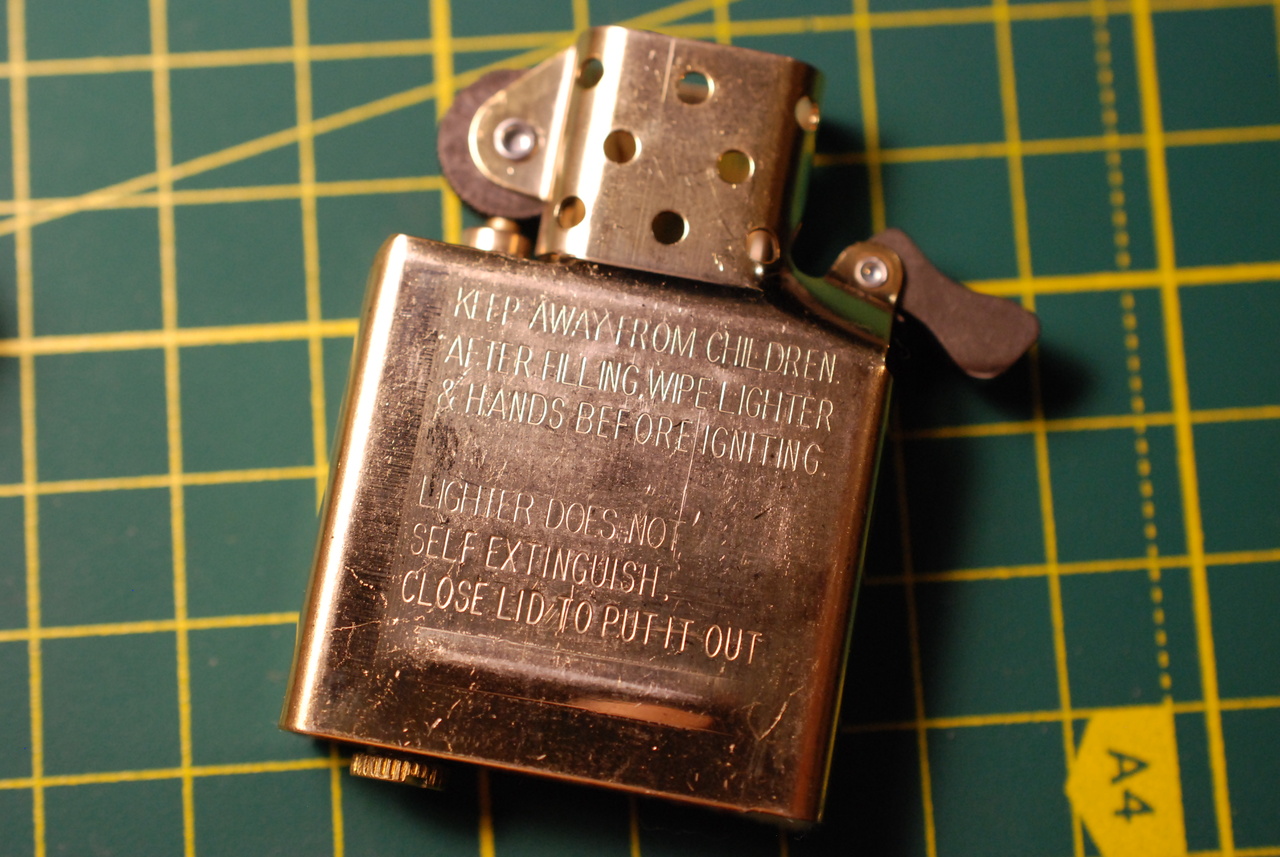 KEEP AWAY FROM CHILDREN.
AFTER FILLING, WIPE LIGHTER
& HANDS BEFORE IGNITING.
LIGHTER DOES NOT
SELF EXTINGUISH.
CLOSE LID TO PUT IT OUT
A4